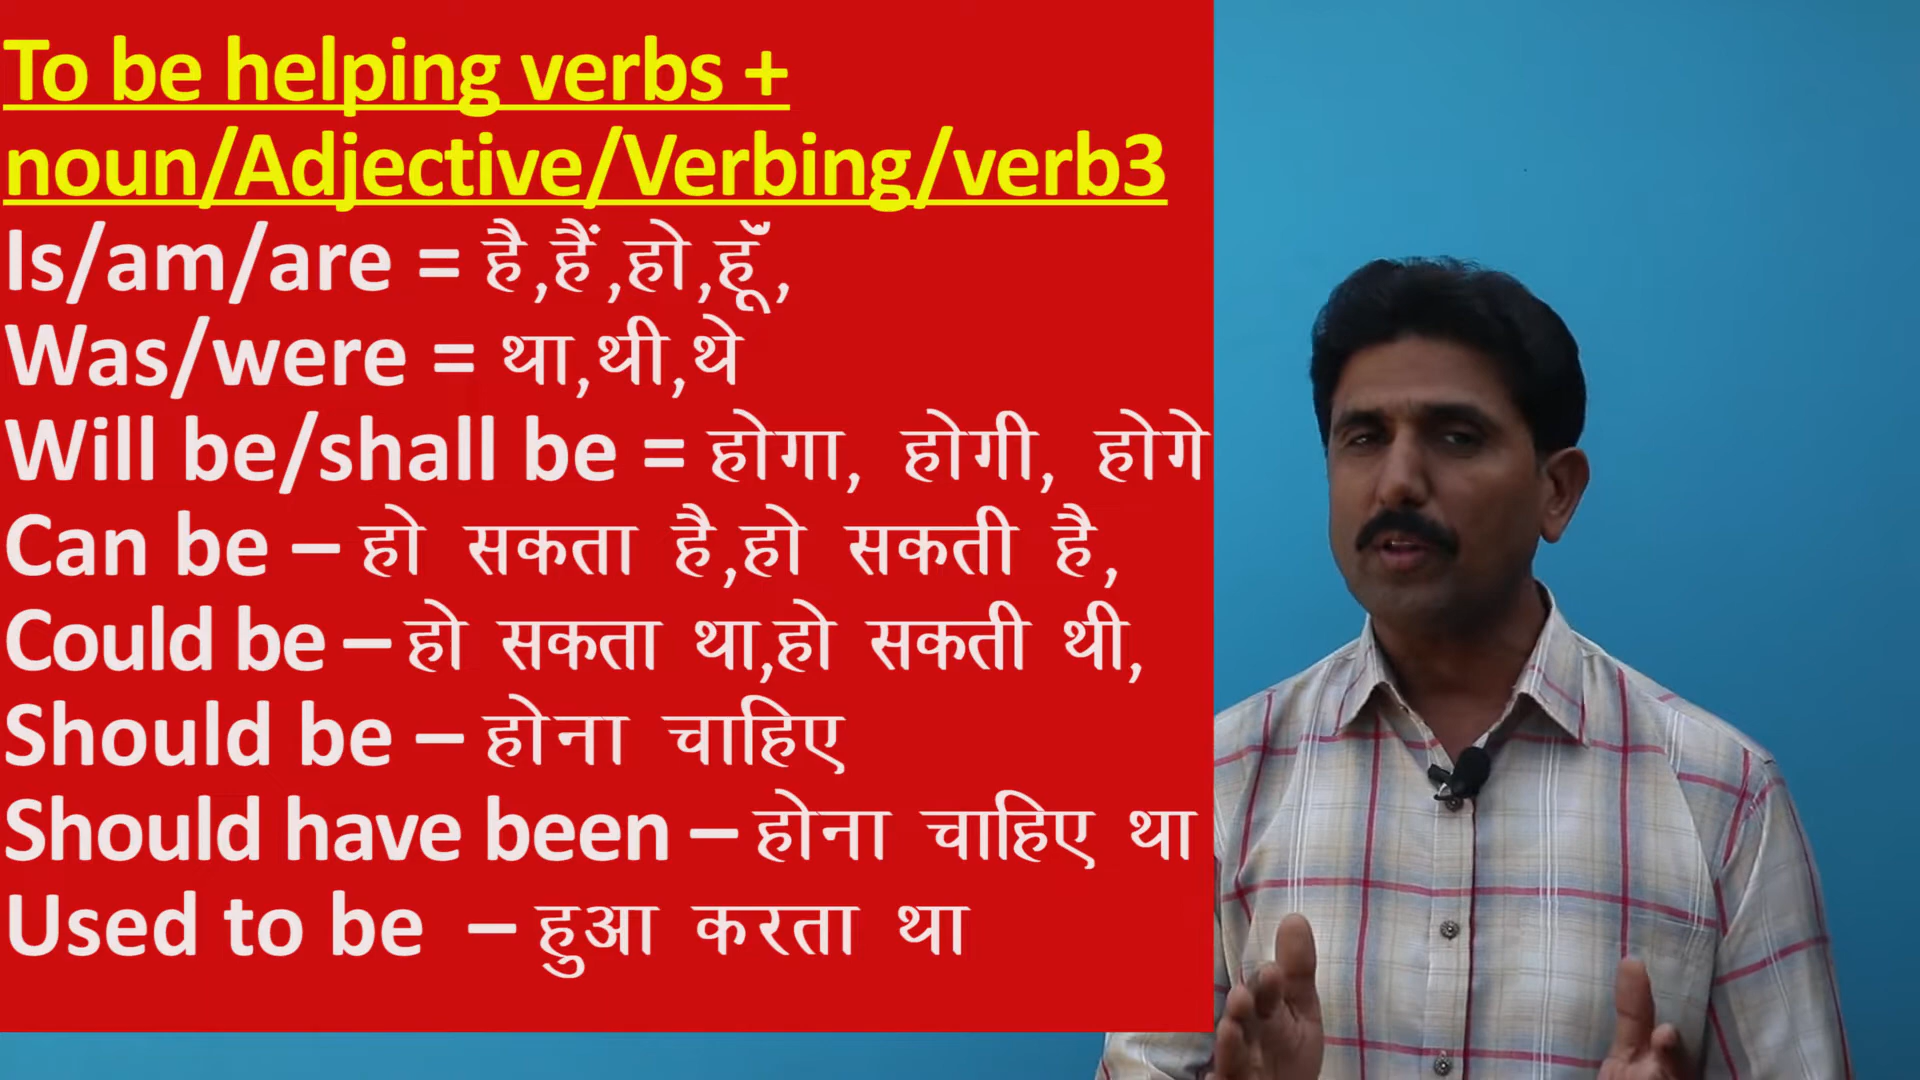 To be helping verbs +
noun/Adjective/Verbing/verb3
Is/am/are = है,हैं,हो,हूँ,
Was/were = था,थी,थे
Will be/shall be = होगा, होगी, होगे
Can be – हो सकता है,हो सकती है,
Could be – हो सकता था,हो सकती थी,
Should be – होना चाहिए
Should have been – होना चाहिए था
Used to be – हुआ करता था